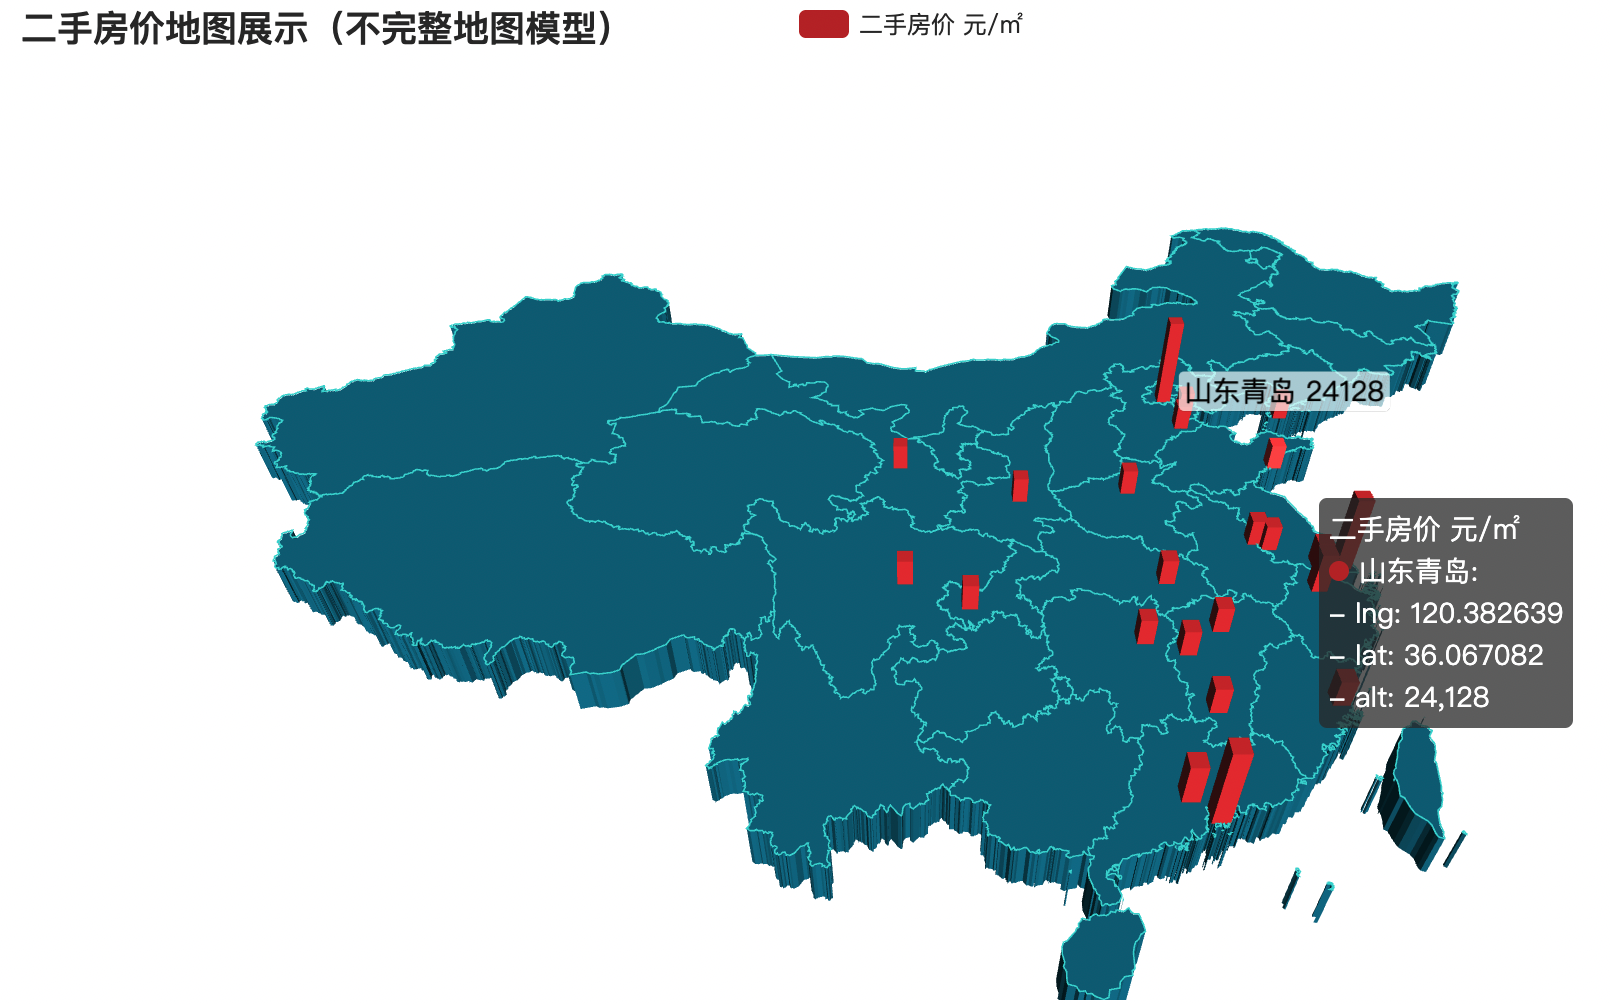 二手房价地图展示（不完整地图模型）
二手房价 元/㎡
山东青岛 24128
二手房价 元/㎡
山东青岛:
– lng: 120.382639
– lat: 36.067082
– alt: 24,128